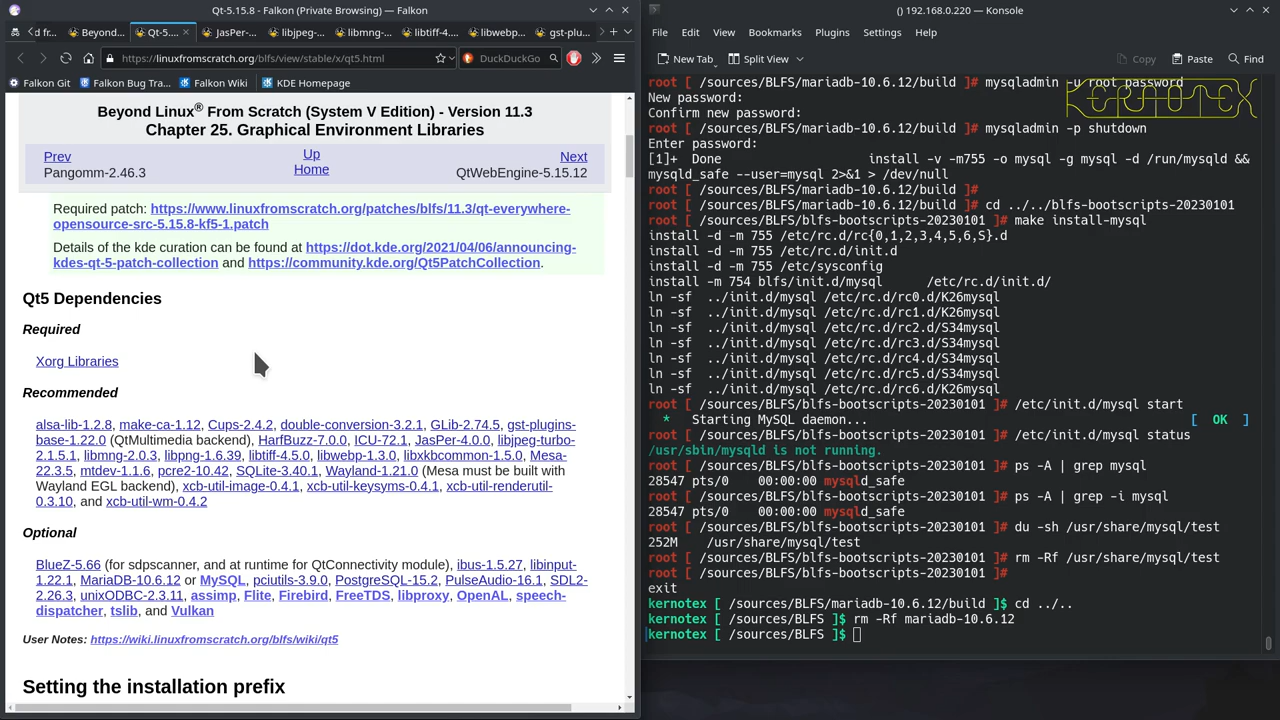 Qt-5.15.8 - Falkon (Private Browsing) — Falkon
d fr...
Beyond...
Qt-5....
JasPer-...
libjpeg-...
libmng-...
libtiff-4....
libwebp...
gst-plu...
https://linuxfromscratch.org/blfs/view/stable/x/qt5.html
DuckDuckGo
Falkon Git
Falkon Bug Tra...
Falkon Wiki
KDE Homepage
Beyond Linux® From Scratch (System V Edition) - Version 11.3
Chapter 25. Graphical Environment Libraries
Prev
Up
Next
Pangomm-2.46.3
Home
QtWebEngine-5.15.12
Required patch: https://www.linuxfromscratch.org/patches/blfs/11.3/qt-everywhere-
opensource-src-5.15.8-kf5-1.patch
Details of the kde curation can be found at https://dot.kde.org/2021/04/06/announcing-
kdes-qt-5-patch-collection and https://community.kde.org/Qt5PatchCollection.
Qt5 Dependencies
Required
Xorg Libraries
Recommended
alsa-lib-1.2.8, make-ca-1.12, Cups-2.4.2, double-conversion-3.2.1, GLib-2.74.5, gst-plugins-
base-1.22.0 (QtMultimedia backend), HarfBuzz-7.0.0, ICU-72.1, JasPer-4.0.0, libjpeg-turbo-
2.1.5.1, libmng-2.0.3, libpng-1.6.39, libtiff-4.5.0, libwebp-1.3.0, libxkbcommon-1.5.0, Mesa-
22.3.5, mtdev-1.1.6, pcre2-10.42, SQLite-3.40.1, Wayland-1.21.0 (Mesa must be built with
Wayland EGL backend), xcb-util-image-0.4.1, xcb-util-keysyms-0.4.1, xcb-util-renderutil-
0.3.10, and xcb-util-wm-0.4.2
Optional
BlueZ-5.66 (for sdpscanner, and at runtime for QtConnectivity module), ibus-1.5.27, libinput-
1.22.1, MariaDB-10.6.12 or MySQL, pciutils-3.9.0, PostgreSQL-15.2, PulseAudio-16.1, SDL2-
2.26.3, unixODBC-2.3.11, assimp, Flite, Firebird, FreeTDS, libproxy, OpenAL, speech-
dispatcher, tslib, and Vulkan
User Notes: https://wiki.linuxfromscratch.org/blfs/wiki/qt5
Setting the installation prefix
() 192.168.0.220 — Konsole
File Edit View Bookmarks Plugins Settings Help
New Tab Split View Copy Paste Find
root [ /sources/BLFS/mariadb-10.6.12/build ]# mysqladmin -u root password
New password:
Confirm new password:
root [ /sources/BLFS/mariadb-10.6.12/build ]# mysqladmin -p shutdown
Enter password:
[1]+  Done                    install -v -m755 -o mysql -g mysql -d /run/mysqld &&
mysqld_safe --user=mysql 2>&1 > /dev/null
root [ /sources/BLFS/mariadb-10.6.12/build ]#
root [ /sources/BLFS/mariadb-10.6.12/build ]# cd ../../blfs-bootscripts-20230101
root [ /sources/BLFS/blfs-bootscripts-20230101 ]# make install-mysql
install -d -m 755 /etc/rc.d/rc{0,1,2,3,4,5,6,S}.d
install -d -m 755 /etc/rc.d/init.d
install -d -m 755 /etc/sysconfig
install -m 754 blfs/init.d/mysql       /etc/rc.d/init.d/
ln -sf  ../init.d/mysql /etc/rc.d/rc0.d/K26mysql
ln -sf  ../init.d/mysql /etc/rc.d/rc1.d/K26mysql
ln -sf  ../init.d/mysql /etc/rc.d/rc2.d/S34mysql
ln -sf  ../init.d/mysql /etc/rc.d/rc3.d/S34mysql
ln -sf  ../init.d/mysql /etc/rc.d/rc4.d/S34mysql
ln -sf  ../init.d/mysql /etc/rc.d/rc5.d/S34mysql
ln -sf  ../init.d/mysql /etc/rc.d/rc6.d/K26mysql
root [ /sources/BLFS/blfs-bootscripts-20230101 ]# /etc/init.d/mysql start
*   Starting MySQL daemon...                                         [  OK  ]
root [ /sources/BLFS/blfs-bootscripts-20230101 ]# /etc/init.d/mysql status
/usr/sbin/mysqld is not running.
root [ /sources/BLFS/blfs-bootscripts-20230101 ]# ps -A | grep mysql
28547 pts/0    00:00:00 mysqld_safe
root [ /sources/BLFS/blfs-bootscripts-20230101 ]# ps -A | grep -i mysql
28547 pts/0    00:00:00 mysqld_safe
root [ /sources/BLFS/blfs-bootscripts-20230101 ]# du -sh /usr/share/mysql/test
252M    /usr/share/mysql/test
root [ /sources/BLFS/blfs-bootscripts-20230101 ]# rm -Rf /usr/share/mysql/test
root [ /sources/BLFS/blfs-bootscripts-20230101 ]#
exit
kernotex [ /sources/BLFS/mariadb-10.6.12/build ]$ cd ../..
kernotex [ /sources/BLFS ]$ rm -Rf mariadb-10.6.12
kernotex [ /sources/BLFS ]$
KERNOTEX